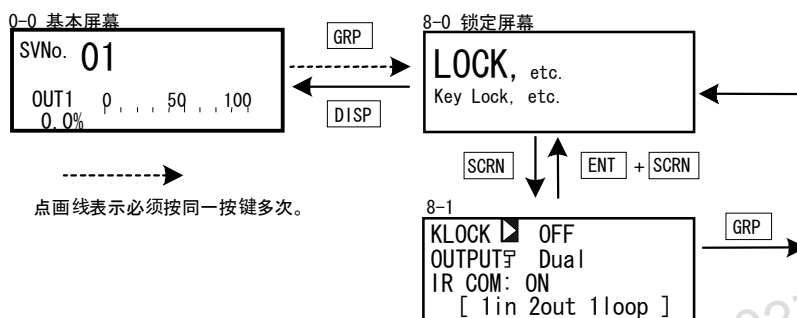 0-0 基本屏幕
SVNo. 01
OUT1 0 50 100
0.0%
GRP
DISP
8-0 锁定屏幕
LOCK, etc.
Key Lock, etc.
点画线表示必须按同一按键多次。
SCRN
ENT + SCRN
8-1
KLOCK OFF
OUTPUT Dual
IR COM: ON
[ 1in 2out 1loop ]
GRP